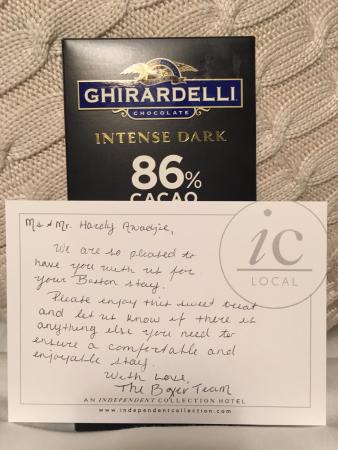 GHIRARDELLI
CHOCOLATE
INTENSE DARK
86%
CACAO
Ms & Mr. Hardy
We are so pleased to
have you with us for
your Boston stay.
Please enjoy this sweet treat
and let us know if there is
anything else you need to
ensure a comfortable and
enjoyable stay.
With Love,
The Boxer Team
ic
LOCAL
AN INDEPENDENT COLLECTION HOTEL
www.independentcollection.com